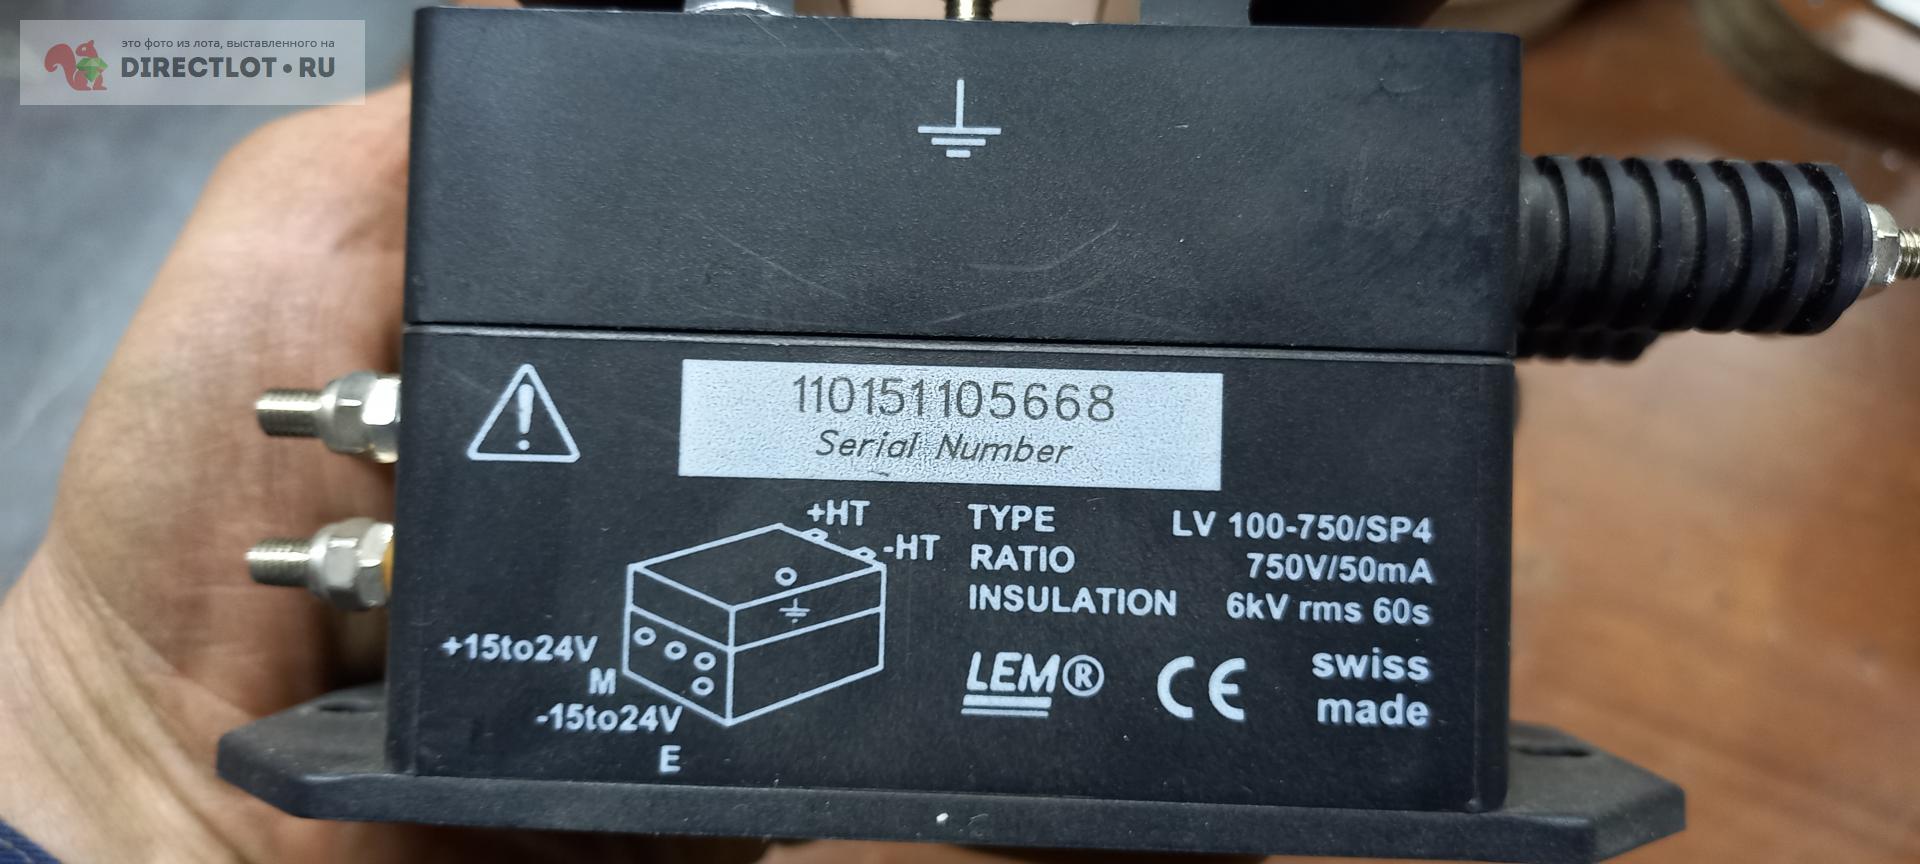 это фото из лота, выставленного на
DIRECTLOT•RU
110151105668
Serial Number
+HT
-HT
+15to24V
M
-15to24V
E
TYPE LV 100-750/SP4
RATIO 750V/50mA
INSULATION 6kV rms 60s
LEM® CE swiss
made